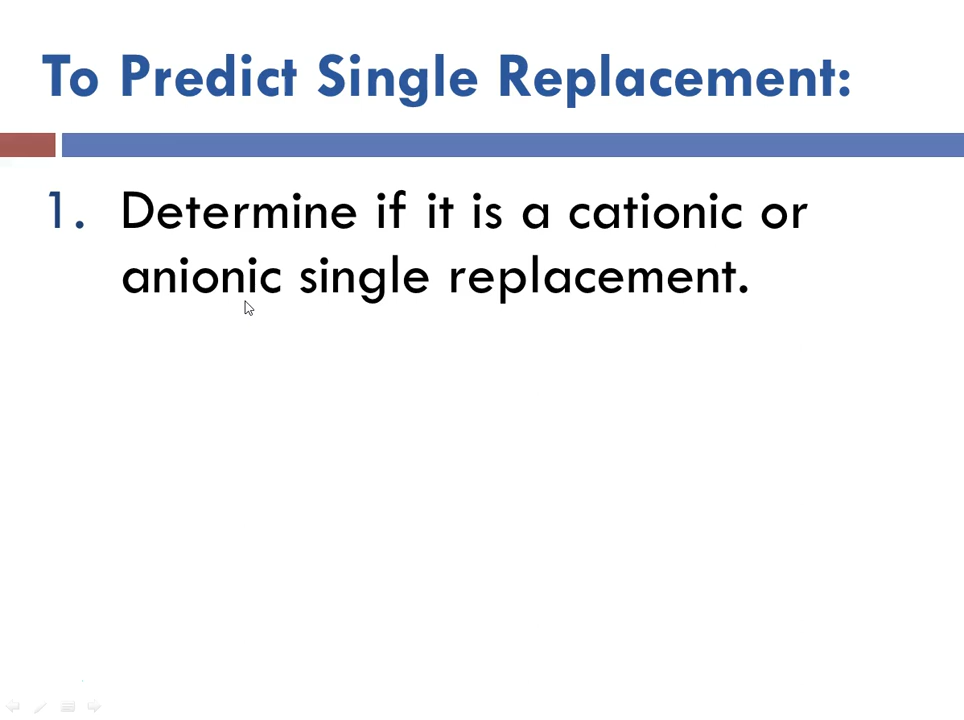 To Predict Single Replacement:
1. Determine if it is a cationic or
anionic single replacement.